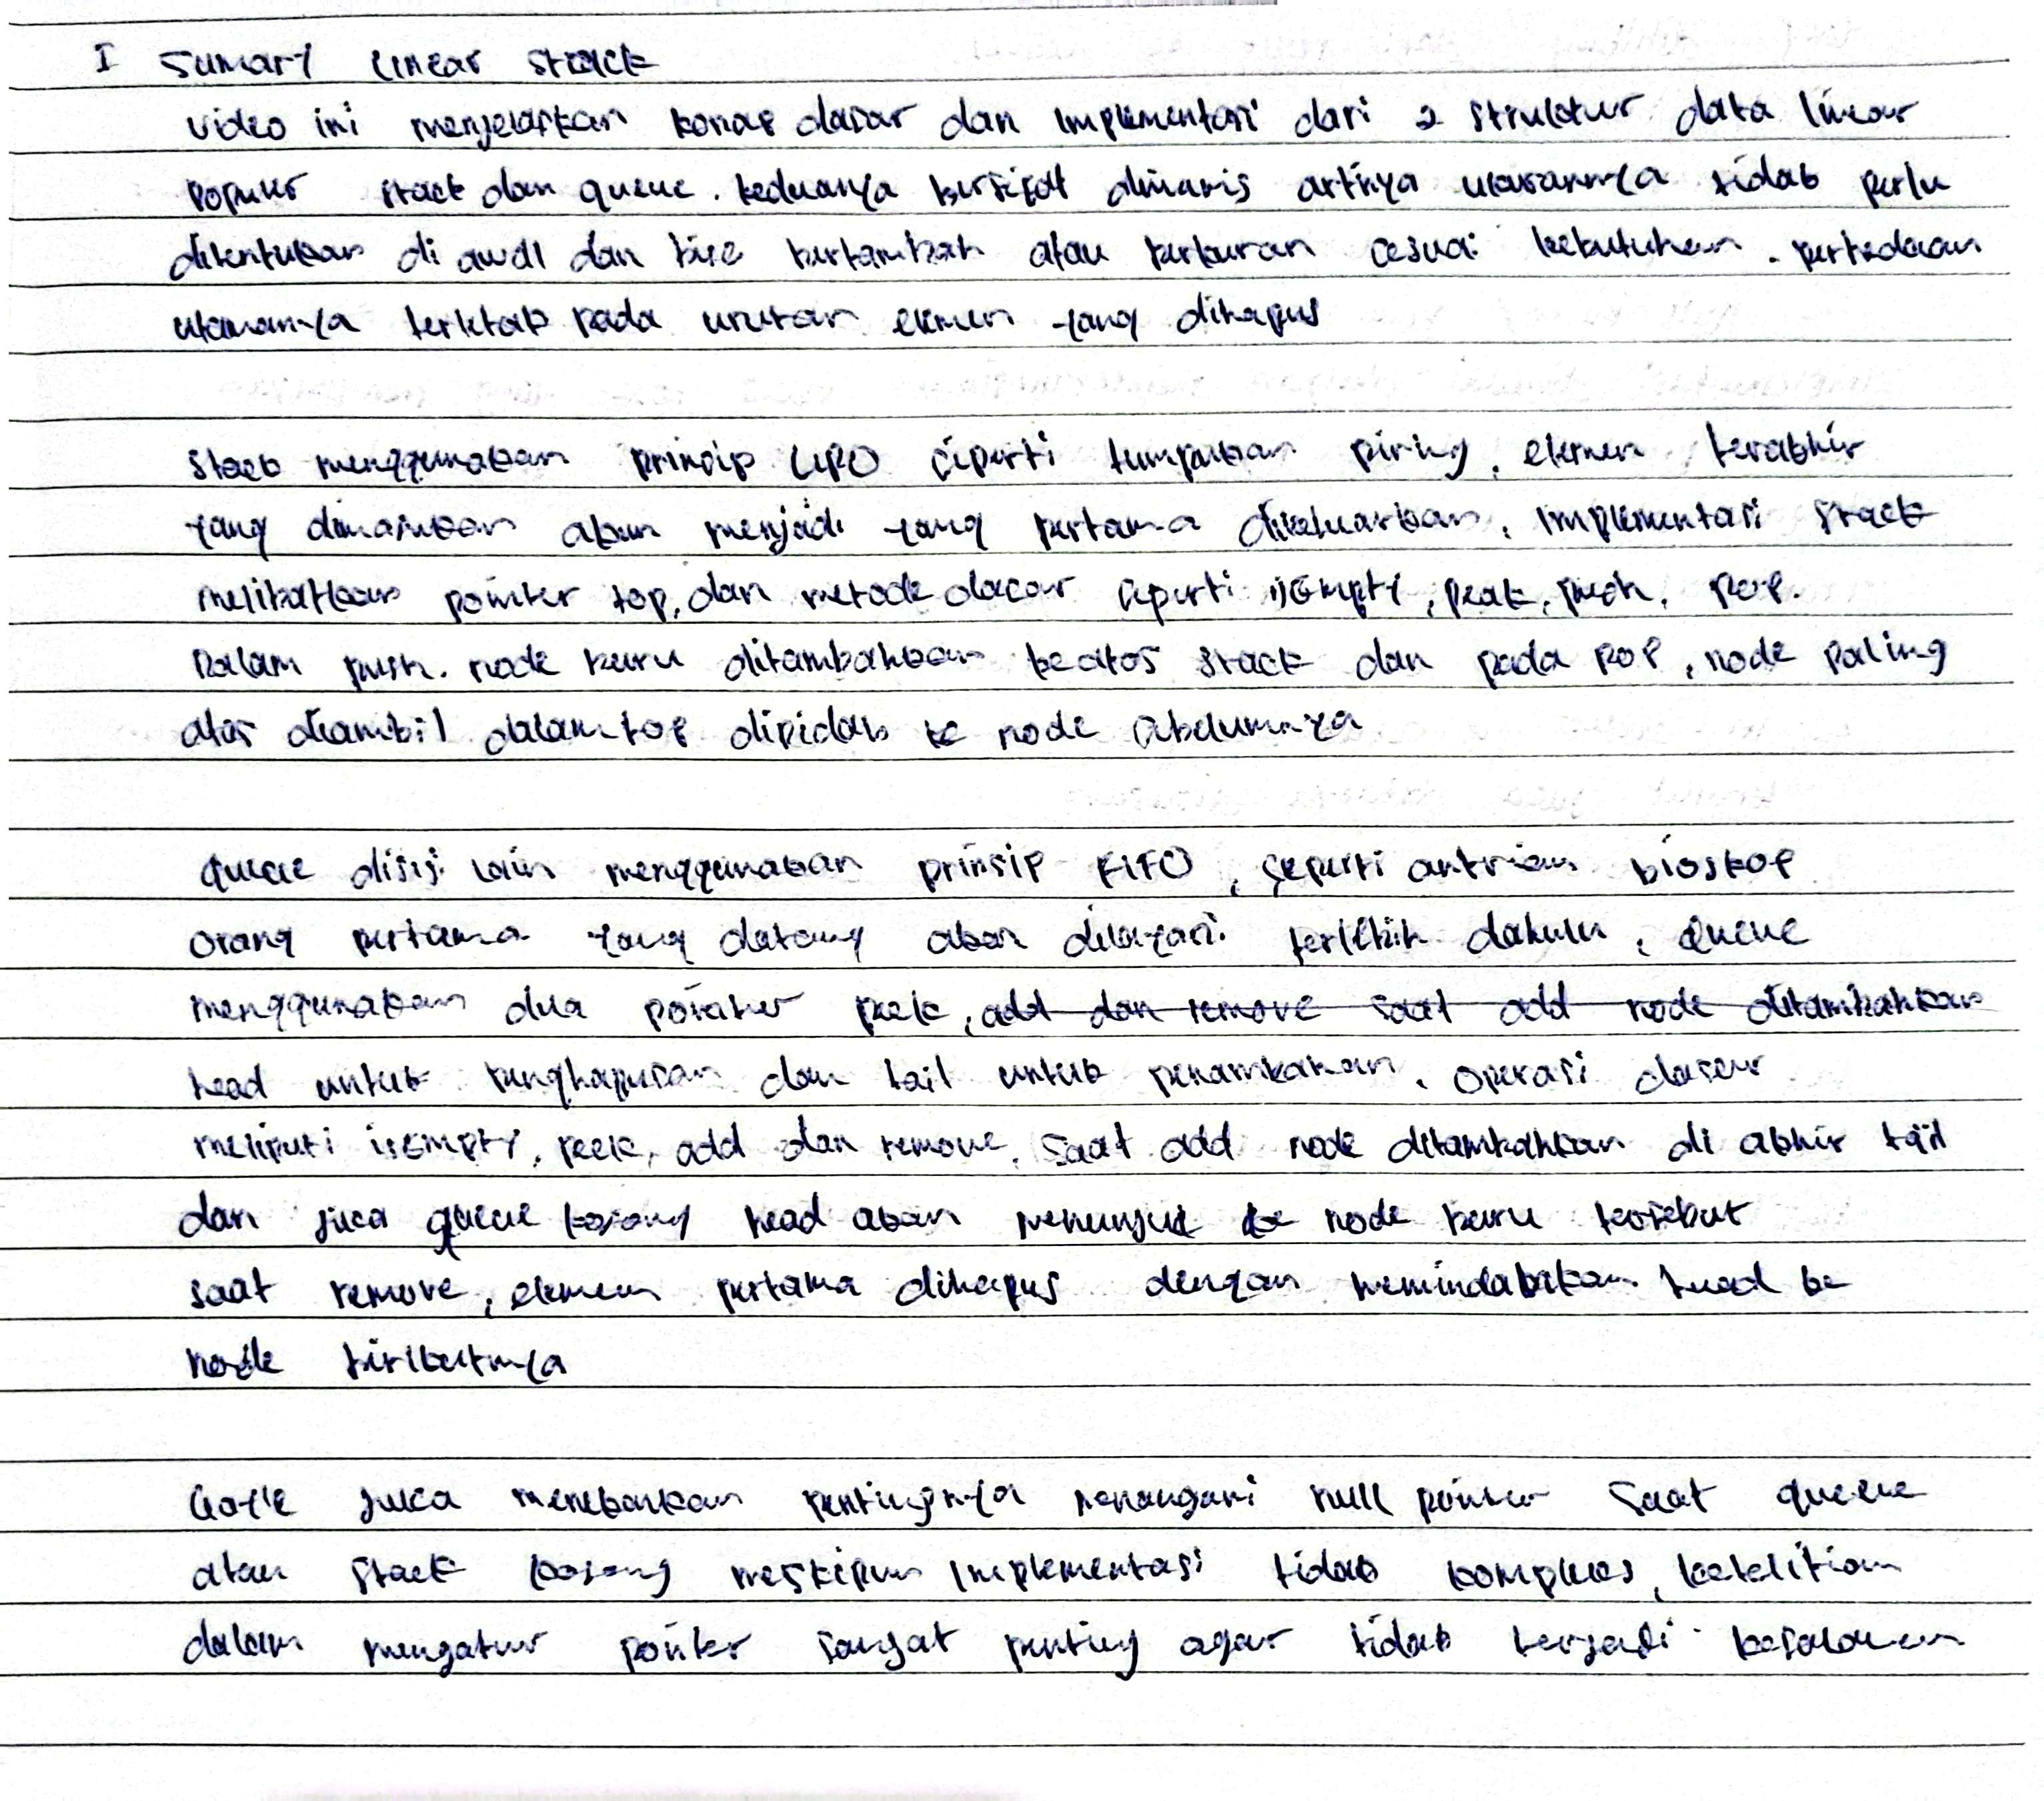 I Sumary linear stack
video ini menjelaskan konsep dasar dan implementasi dari 2 struktur data linear
populer stack dan queue. keduanya bersifat dinamis artinya ukurannya tidak perlu
ditentukan di awal dan bisa bertambah atau berkuran sesuai kebutuhan. perbedaan
utamanya terletak pada urutan elemen yang dihapus
stack menggunakan prinsip LIFO seperti tumpukan piring, elemen terakhir
yang dimasukan akan menjadi yang pertama dikeluarkan, implementasi stack
melibatkan pointer top, dan metode dasar seperti isEmpty, peak, push, pop.
Dalam push. node baru ditambahkan ke atas stack dan pada pop, node paling
atas diambil dalam top dipidah ke node sebelumnya
Queue disisi lain menggunakan prinsip FIFO, seperti antrian bioskop
orang pertama yang datang akan dilayani terlebih dahulu, Queue
menggunakan dua pointer peek, add dan remove saat add node ditambahkan
head untuk penghapusan dan tail untuk penambahan, operasi dasar
meliputi isEmpty, peek, add dan remove. Saat add node ditambahkan di akhir tail
dan juca queue kosong head akan menunjuk ke node baru tersebut
saat remove, elemen pertama dihapus dengan memindahkan head ke
node berikutnya
juca menekankan pentingnya menangani null pointer saat queue
atau stack kosong meskipun implementasi tidak kompleks, ketelitian
dalam mengatur pointer sangat penting agar tidak terjadi kesalahan